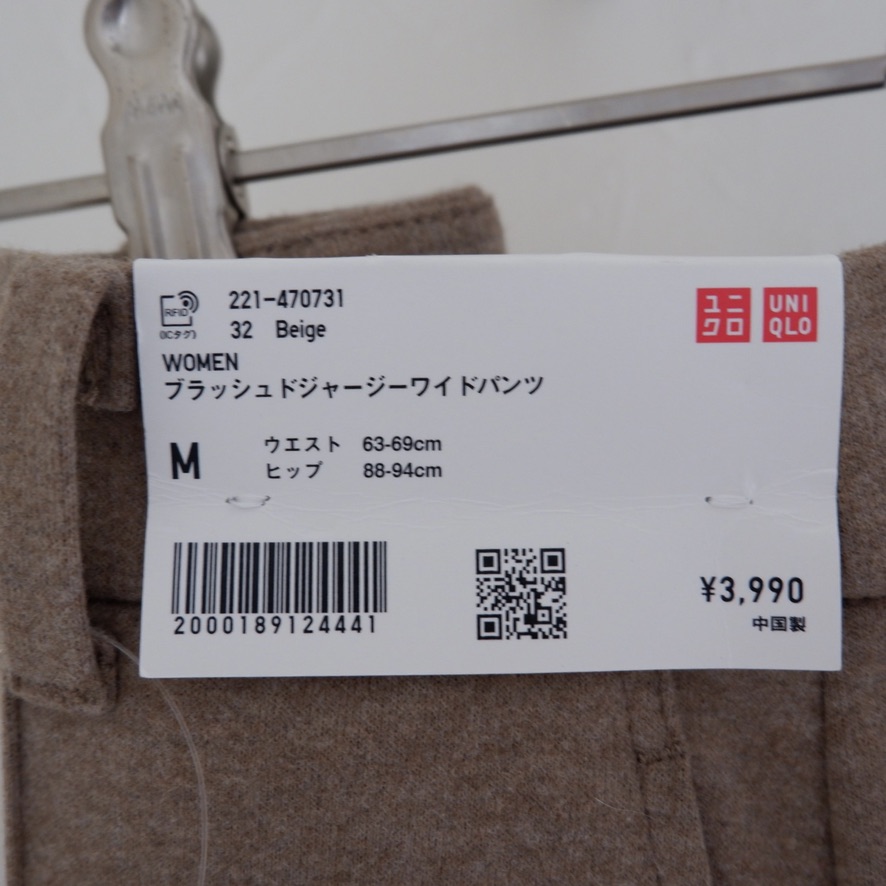 RFID
(ICタグ)
221-470731
32 Beige
ユニ
クロ
UNI
QLO
WOMEN
ブラッシュドジャージーワイドパンツ
M
ウエスト 63-69cm
ヒップ 88-94cm
2000189124441
¥3,990
中国製